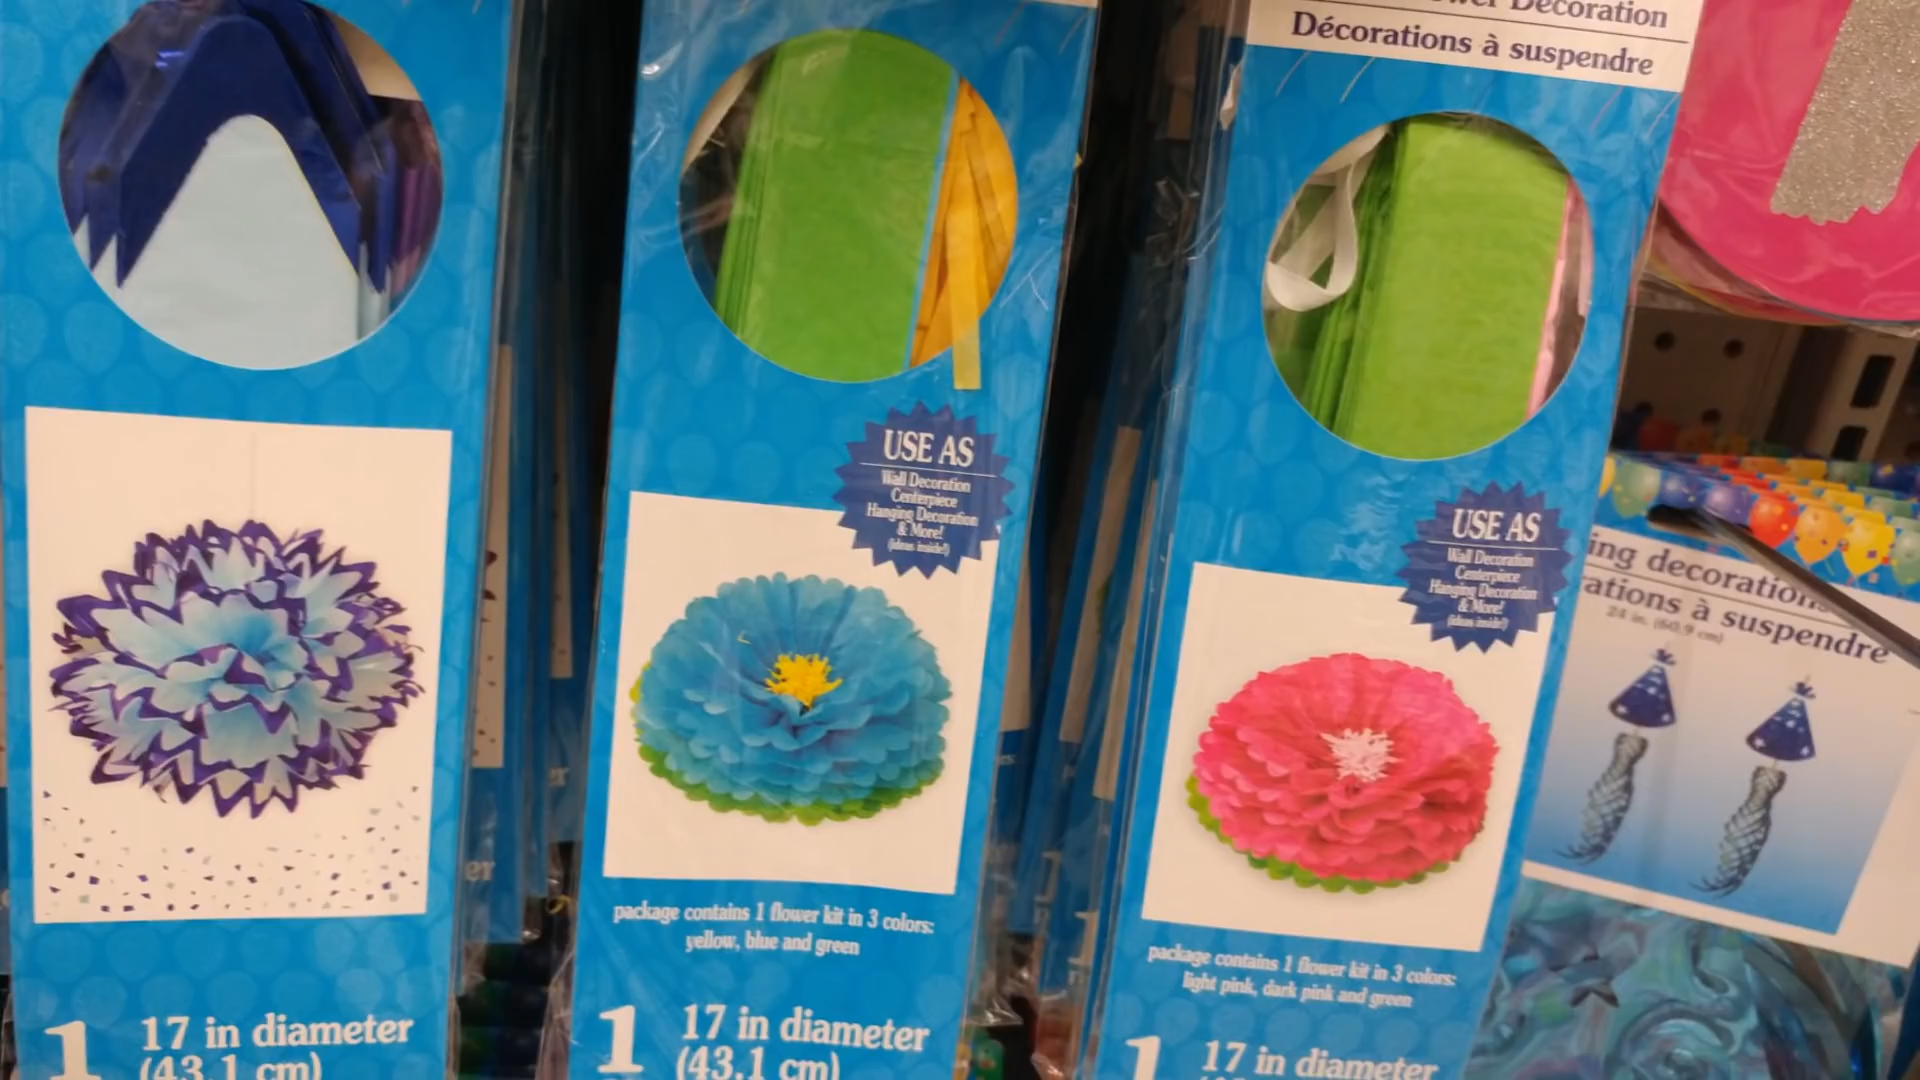 17 in diameter
(43.1 cm)
1
USE AS
Wall Decoration
Centerpiece
Hanging Decoration
& More!
(ideas inside!)
package contains 1 flower kit in 3 colors:
yellow, blue and green
1
17 in diameter
(43.1 cm)
Decoration
Décorations à suspendre
USE AS
Wall Decoration
Centerpiece
Hanging Decoration
& More!
(ideas inside!)
package contains 1 flower kit in 3 colors:
light pink, dark pink and green
1
17 in diameter
ing decorations
rations à suspendre
24 in. (60.9 cm)